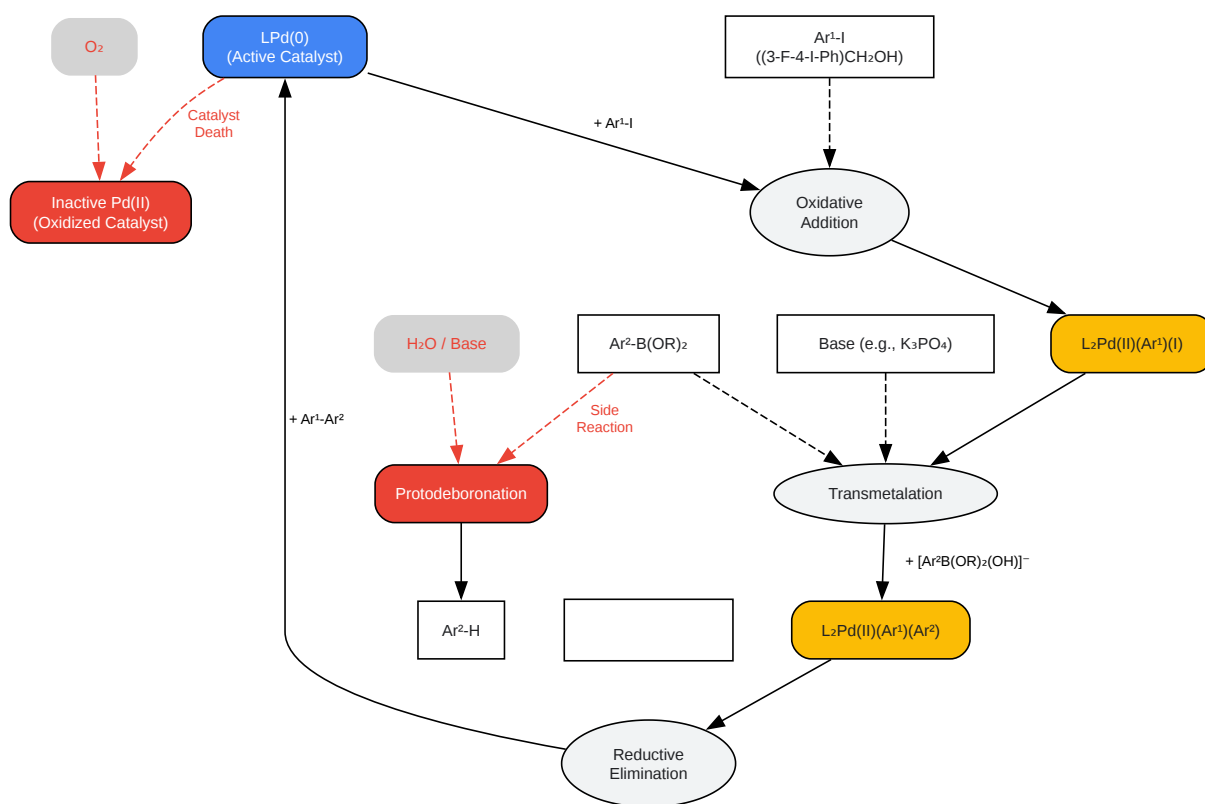 O₂
LPd(0)
(Active Catalyst)
Ar¹-I
((3-F-4-I-Ph)CH₂OH)
Catalyst
Death
+ Ar¹-I
Inactive Pd(II)
(Oxidized Catalyst)
Oxidative
Addition
H₂O / Base
Ar²-B(OR)₂
Base (e.g., K₃PO₄)
L₂Pd(II)(Ar¹)(I)
+ Ar¹-Ar²
Side
Reaction
Protodeboronation
Transmetalation
+ [Ar²B(OR)₂(OH)]⁻
Ar²-H
L₂Pd(II)(Ar¹)(Ar²)
Reductive
Elimination